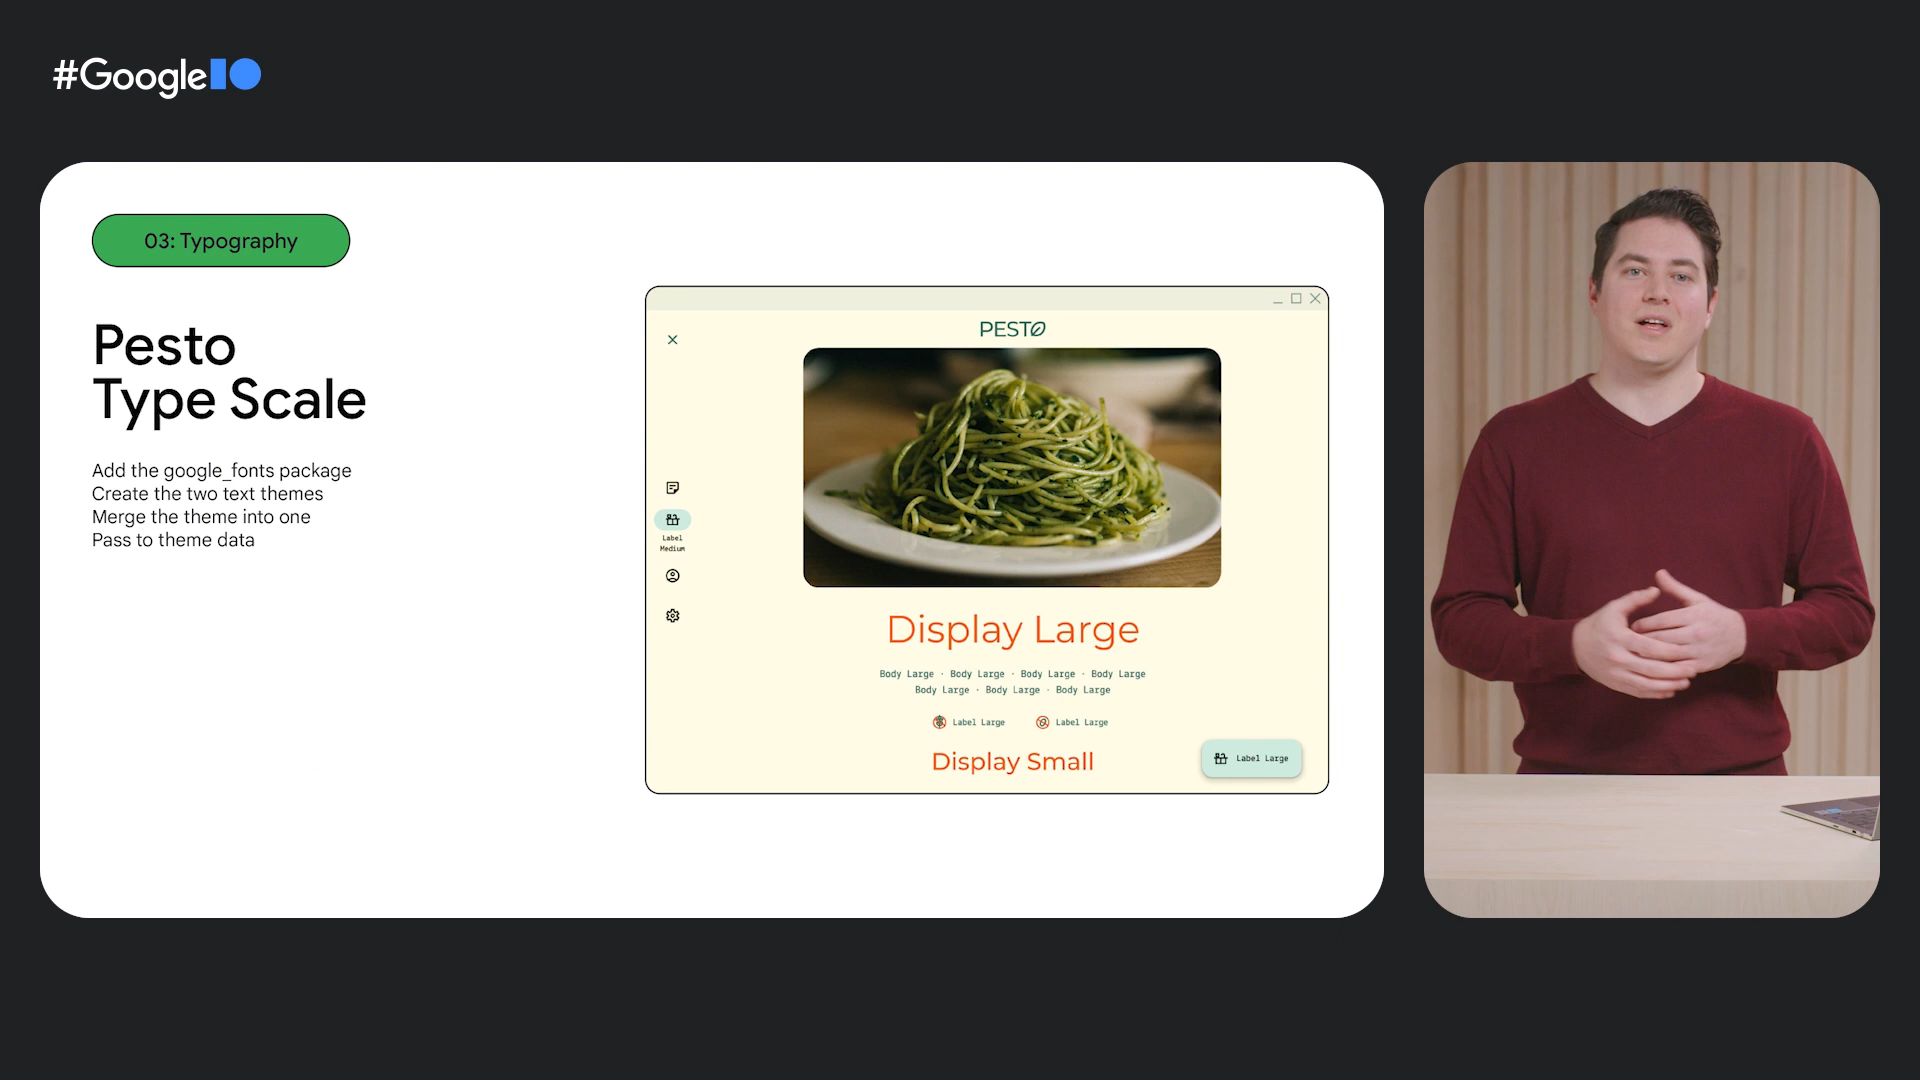 #GoogleIO
03: Typography
Pesto
Type Scale
Add the google_fonts package
Create the two text themes
Merge the theme into one
Pass to theme data
PESTO
Label
Medium
Display Large
Body Large · Body Large · Body Large · Body Large
Body Large · Body Large · Body Large
Label Large
Label Large
Display Small
Label Large